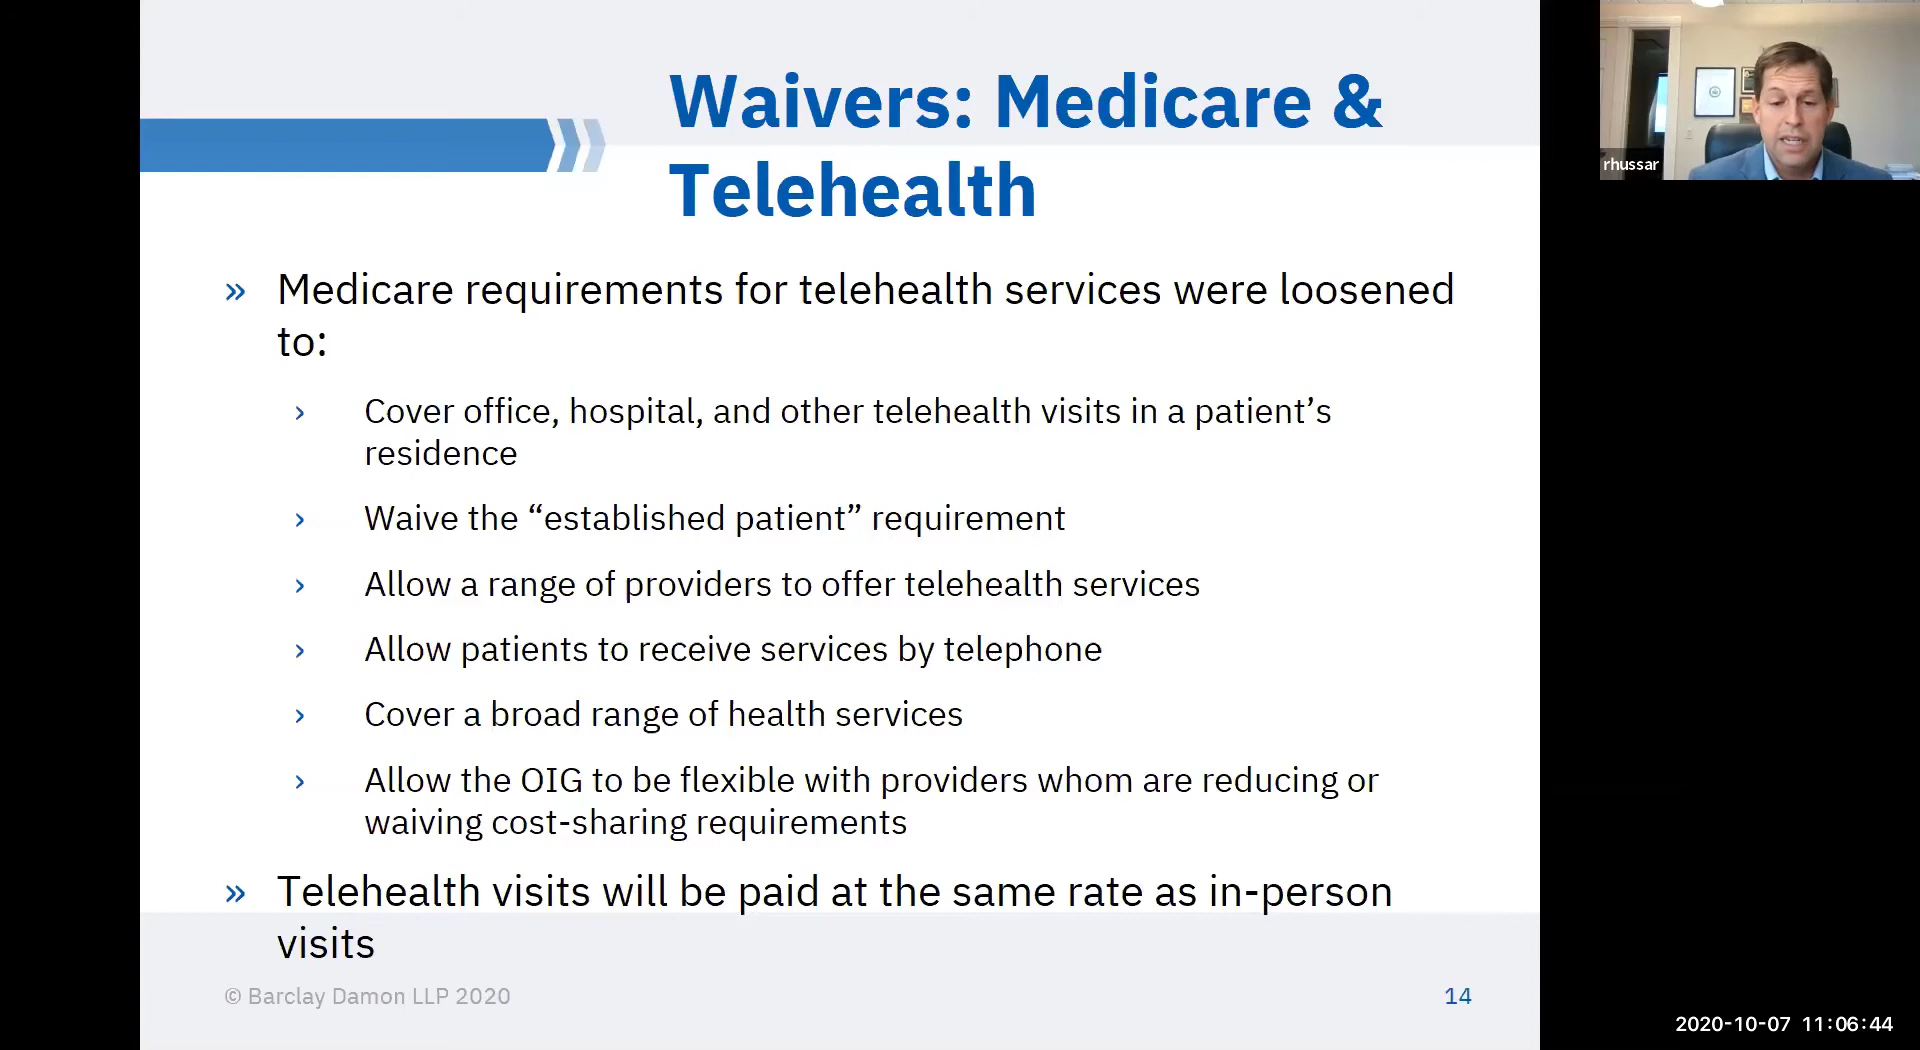 Waivers: Medicare &
Telehealth
» Medicare requirements for telehealth services were loosened
to:
› Cover office, hospital, and other telehealth visits in a patient’s
residence
› Waive the “established patient” requirement
› Allow a range of providers to offer telehealth services
› Allow patients to receive services by telephone
› Cover a broad range of health services
› Allow the OIG to be flexible with providers whom are reducing or
waiving cost-sharing requirements
» Telehealth visits will be paid at the same rate as in-person
visits
© Barclay Damon LLP 2020
14
rhussar
2020-10-07 11:06:44